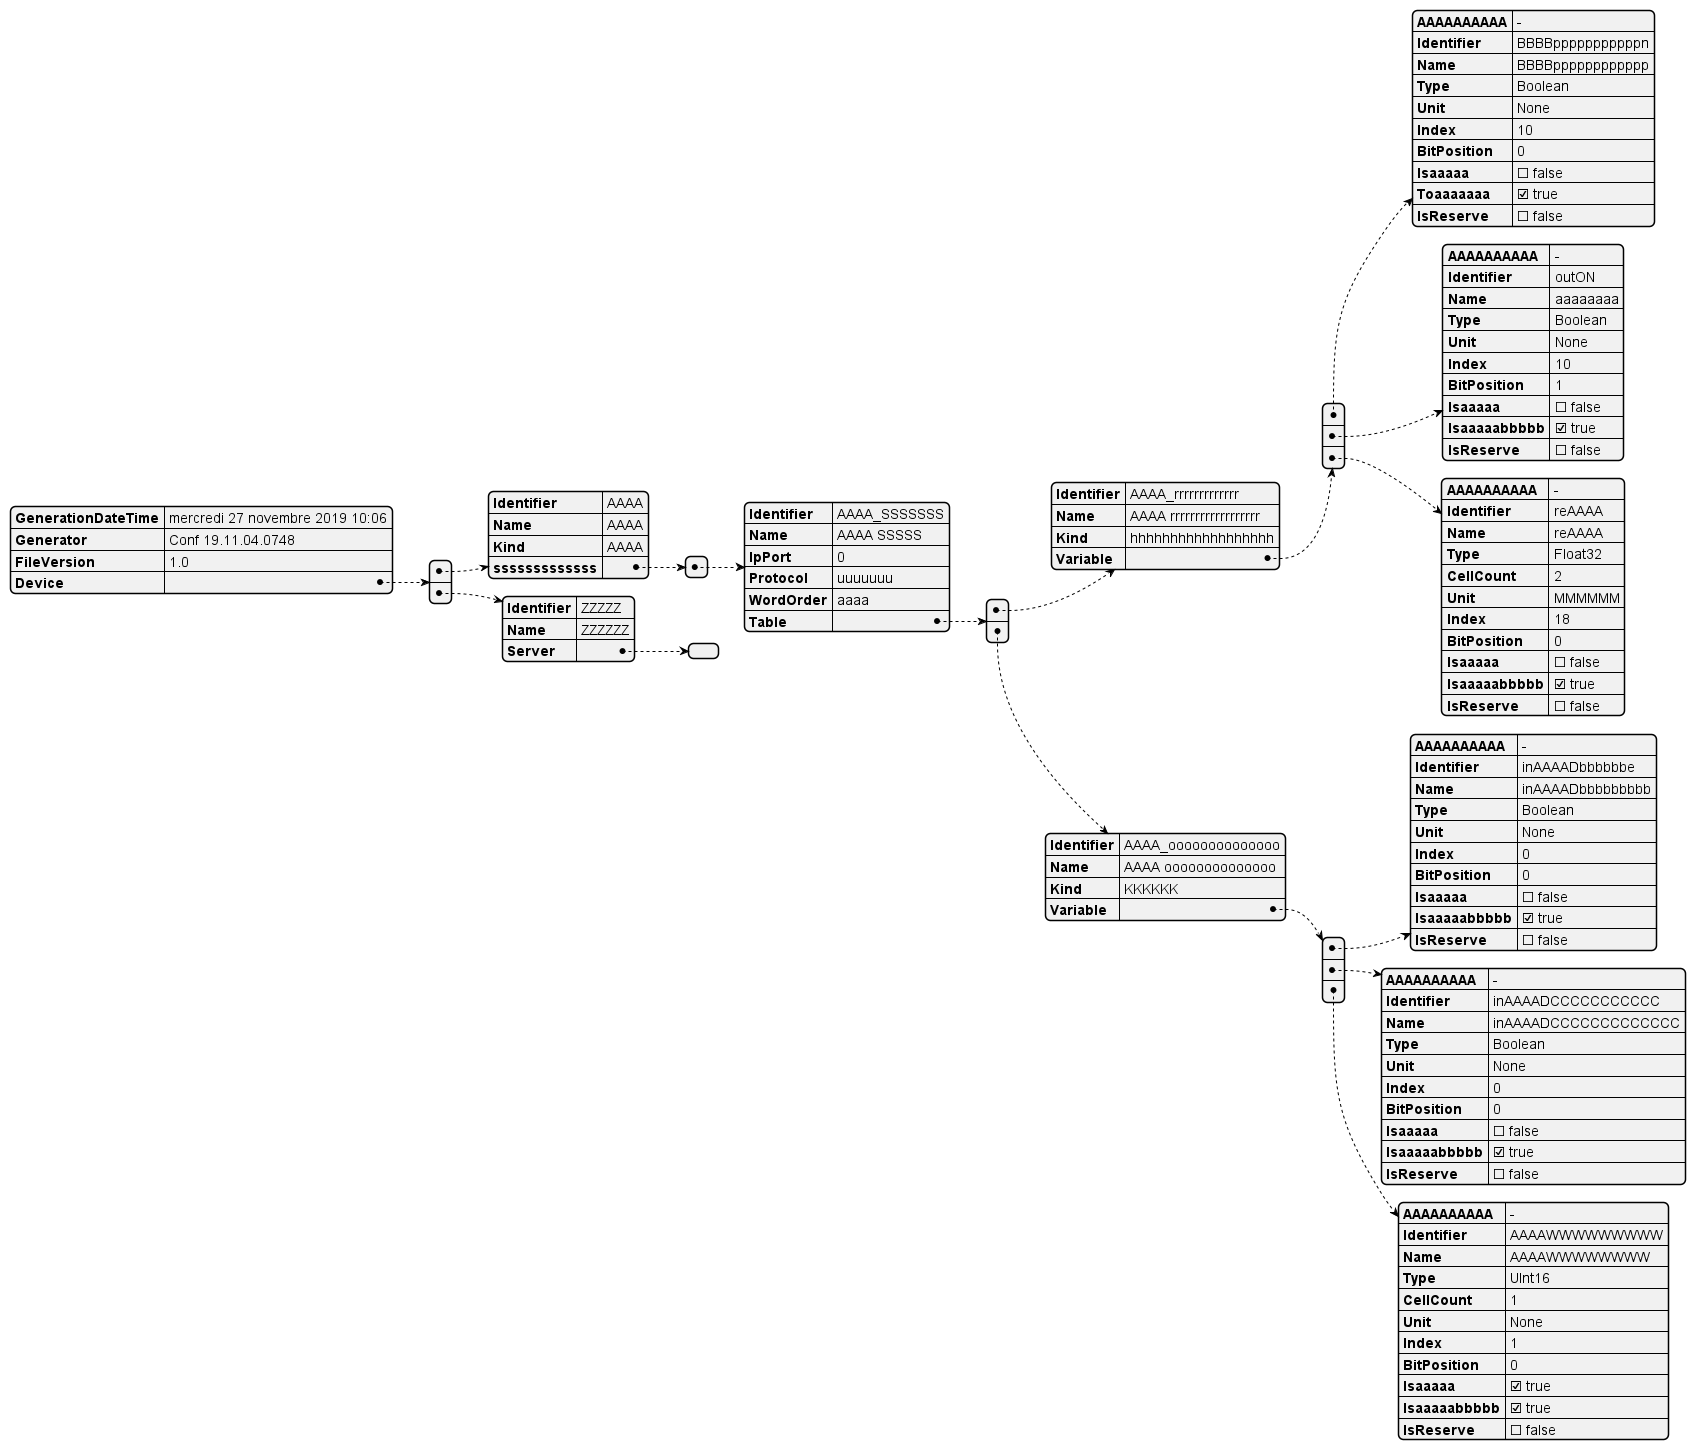 GenerationDateTime mercredi 27 novembre 2019 10:06
Generator Conf 19.11.04.0748
FileVersion 1.0
Device
Identifier AAAA
Name AAAA
Kind AAAA
sssssssssssss
Identifier ZZZZZ
Name ZZZZZZ
Server
Identifier AAAA_SSSSSSS
Name AAAA SSSSS
IpPort 0
Protocol uuuuuuu
WordOrder aaaa
Table
Identifier AAAA_rrrrrrrrrrrrr
Name AAAA rrrrrrrrrrrrrrrrrr
Kind hhhhhhhhhhhhhhhhhh
Variable
AAAAAAAAAA -
Identifier BBBBpppppppppppn
Name BBBBpppppppppppp
Type Boolean
Unit None
Index 10
BitPosition 0
Isaaaaa ☐ false
Toaaaaaaa ☑ true
IsReserve ☐ false
AAAAAAAAAA -
Identifier outON
Name aaaaaaaa
Type Boolean
Unit None
Index 10
BitPosition 1
Isaaaaa ☐ false
Isaaaaabbbbb ☑ true
IsReserve ☐ false
AAAAAAAAAA -
Identifier reAAAA
Name reAAAA
Type Float32
CellCount 2
Unit MMMMMM
Index 18
BitPosition 0
Isaaaaa ☐ false
Isaaaaabbbbb ☑ true
IsReserve ☐ false
Identifier AAAA_oooooooooooooo
Name AAAA oooooooooooooo
Kind KKKKKK
Variable
AAAAAAAAAA -
Identifier inAAAADbbbbbbe
Name inAAAADbbbbbbbbb
Type Boolean
Unit None
Index 0
BitPosition 0
Isaaaaa ☐ false
Isaaaaabbbbb ☑ true
IsReserve ☐ false
AAAAAAAAAA -
Identifier inAAAADCCCCCCCCCCC
Name inAAAADCCCCCCCCCCCCC
Type Boolean
Unit None
Index 0
BitPosition 0
Isaaaaa ☐ false
Isaaaaabbbbb ☑ true
IsReserve ☐ false
AAAAAAAAAA -
Identifier AAAAWWWWWWWWW
Name AAAAWWWWWWWW
Type UInt16
CellCount 1
Unit None
Index 1
BitPosition 0
Isaaaaa ☑ true
Isaaaaabbbbb ☑ true
IsReserve ☐ false